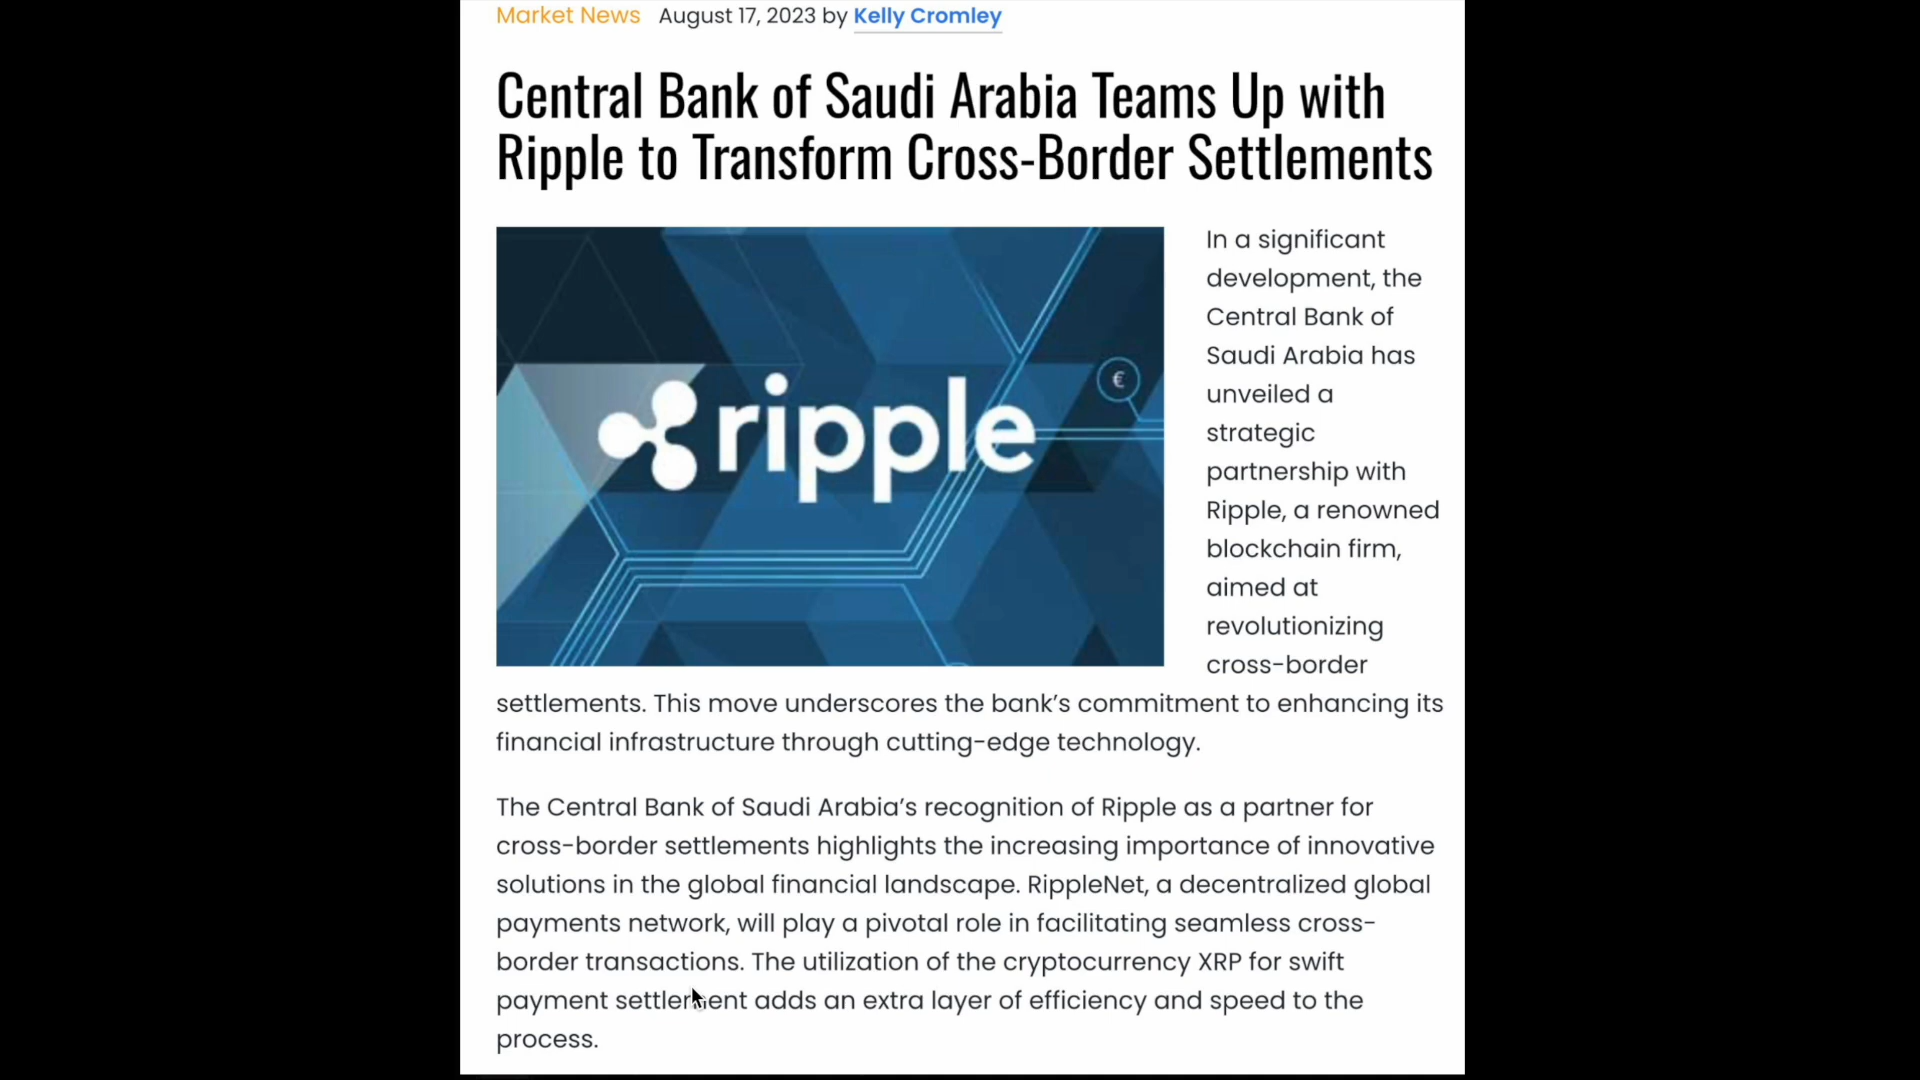 Market News August 17, 2023 by Kelly Cromley
Central Bank of Saudi Arabia Teams Up with
Ripple to Transform Cross-Border Settlements
ripple
€
In a significant
development, the
Central Bank of
Saudi Arabia has
unveiled a
strategic
partnership with
Ripple, a renowned
blockchain firm,
aimed at
revolutionizing
cross-border
settlements. This move underscores the bank’s commitment to enhancing its
financial infrastructure through cutting-edge technology.
The Central Bank of Saudi Arabia’s recognition of Ripple as a partner for
cross-border settlements highlights the increasing importance of innovative
solutions in the global financial landscape. RippleNet, a decentralized global
payments network, will play a pivotal role in facilitating seamless cross-
border transactions. The utilization of the cryptocurrency XRP for swift
payment settlement adds an extra layer of efficiency and speed to the
process.